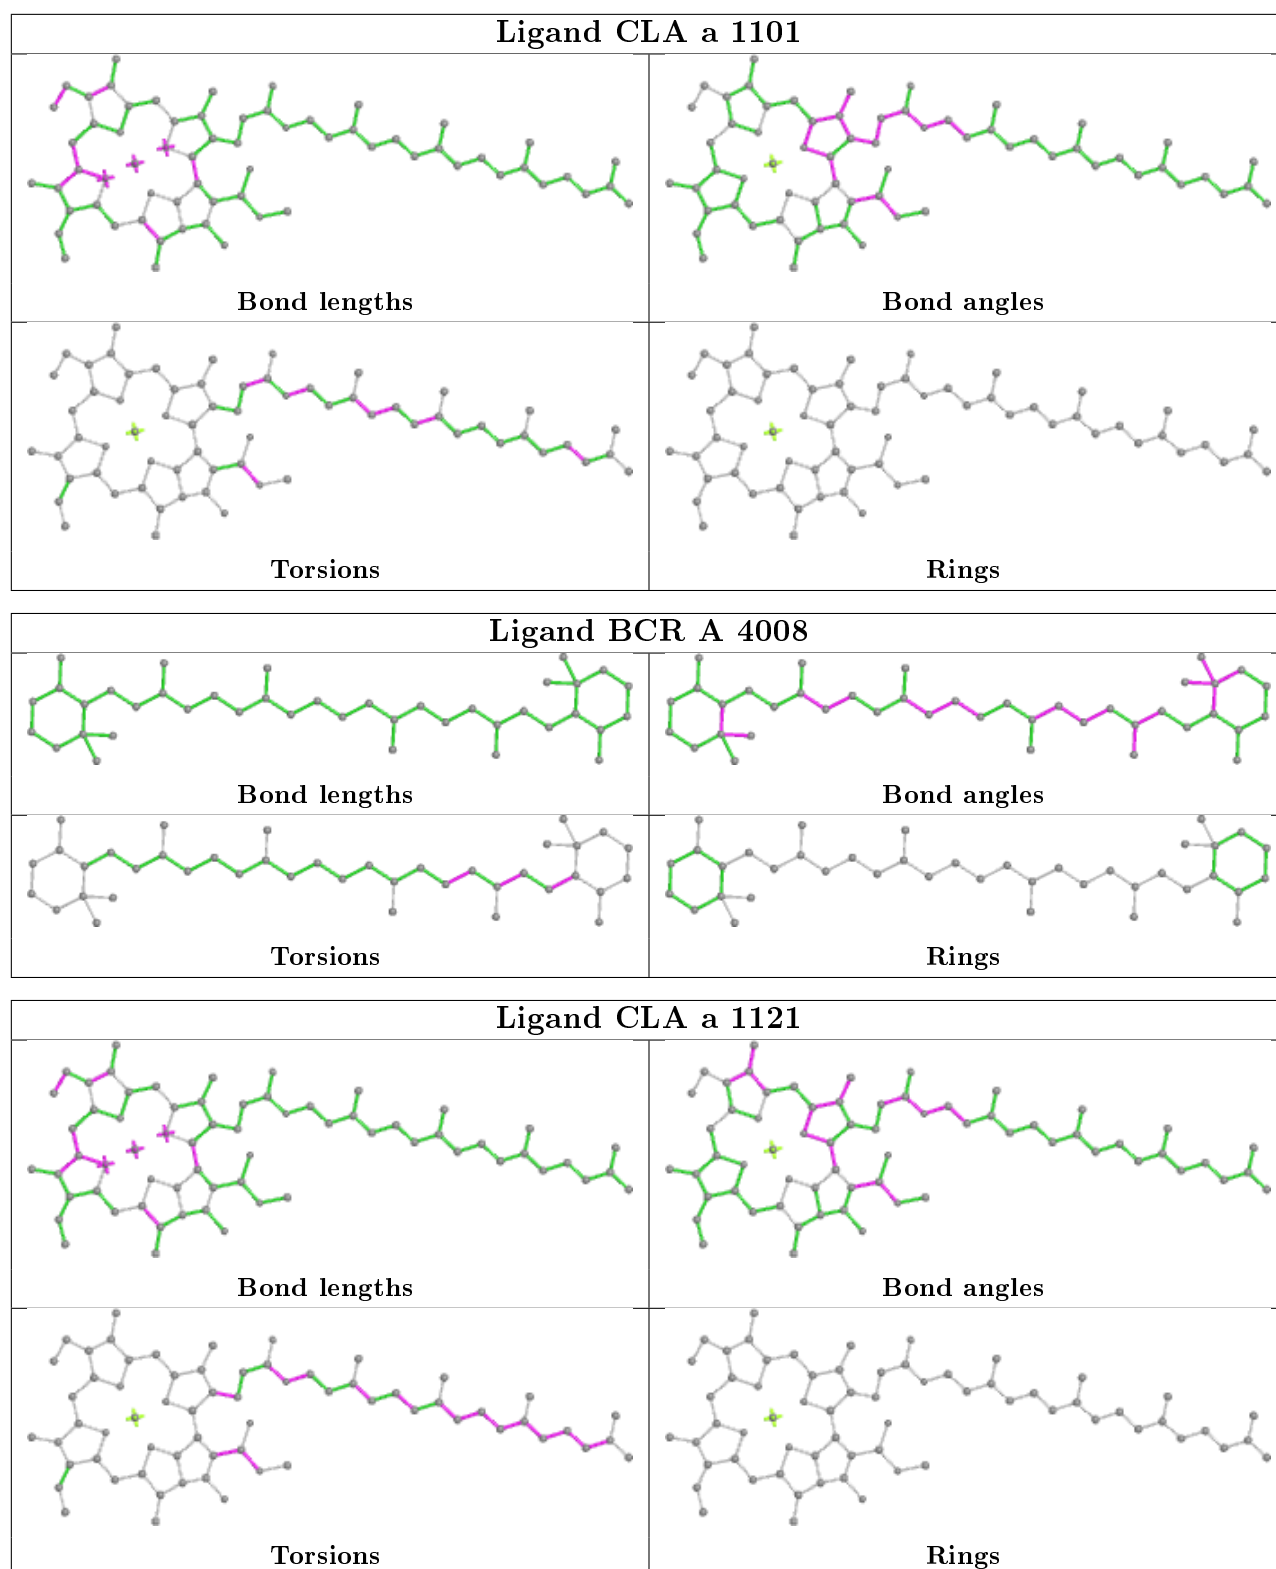 Ligand CLA a 1101
Bond lengths
Bond angles
Torsions
Rings
Ligand BCR A 4008
Bond lengths
Bond angles
Torsions
Rings
Ligand CLA a 1121
Bond lengths
Bond angles
Torsions
Rings